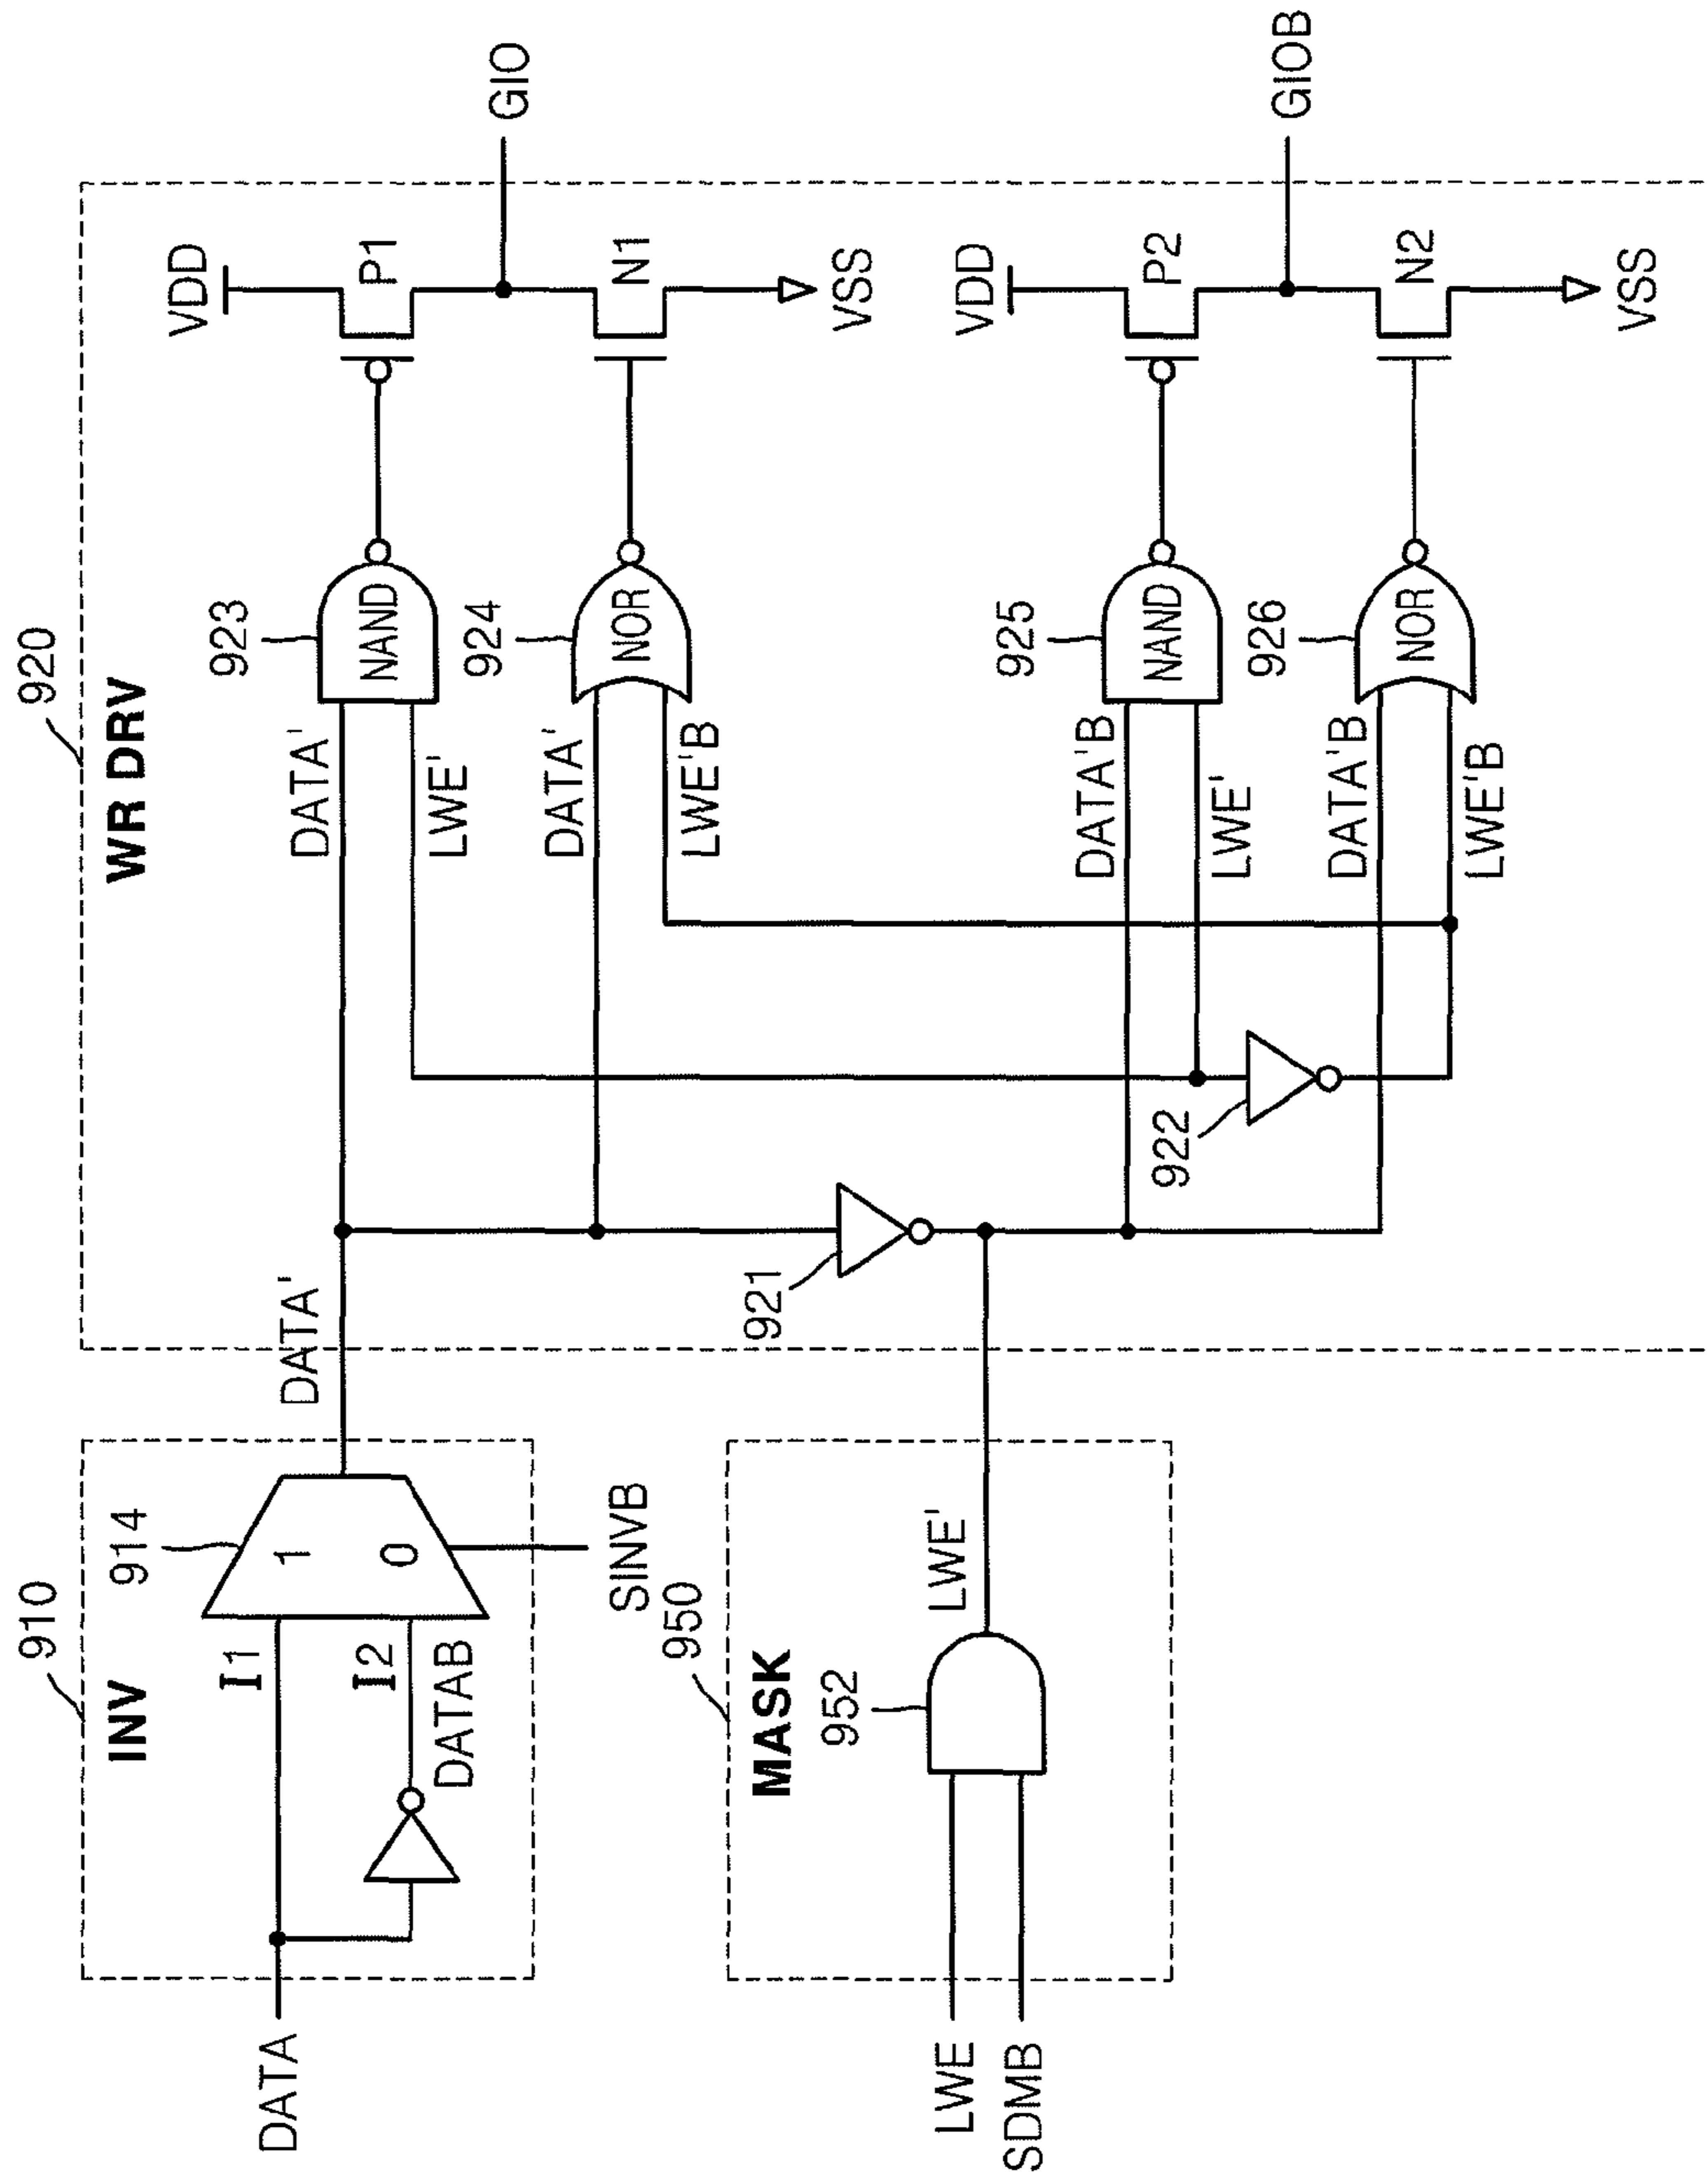 920
WR DRV
910
INV
914
1
0
I1
I2
DATA
DATAB
SINVB
DATA'
950
MASK
952
LWE
SDMB
LWE'
921
922
DATA'
LWE'
923
NAND
DATA'
LWE'B
924
NOR
DATA'B
LWE'
925
NAND
DATA'B
LWE'B
926
NOR
VDD
P1
GIO
N1
VSS
VDD
P2
GIOB
N2
VSS